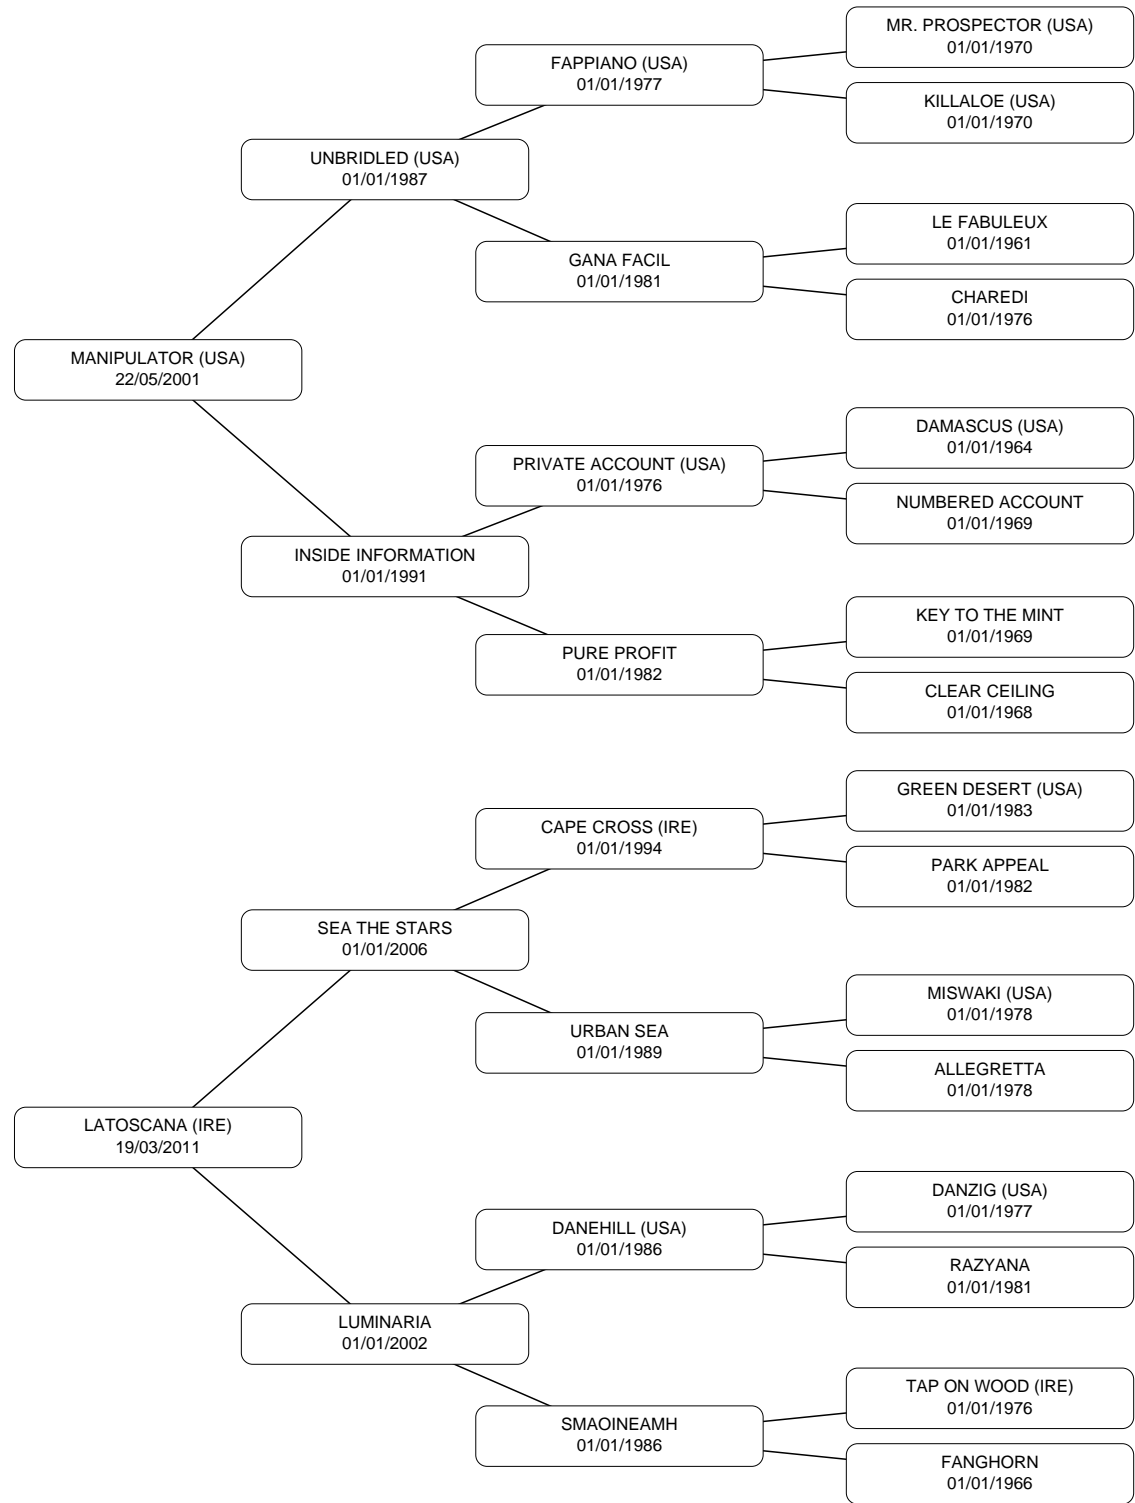 MR. PROSPECTOR (USA)
01/01/1970
FAPPIANO (USA)
01/01/1977
KILLALOE (USA)
01/01/1970
UNBRIDLED (USA)
01/01/1987
LE FABULEUX
01/01/1961
GANA FACIL
01/01/1981
CHAREDI
01/01/1976
MANIPULATOR (USA)
22/05/2001
DAMASCUS (USA)
01/01/1964
PRIVATE ACCOUNT (USA)
01/01/1976
NUMBERED ACCOUNT
01/01/1969
INSIDE INFORMATION
01/01/1991
KEY TO THE MINT
01/01/1969
PURE PROFIT
01/01/1982
CLEAR CEILING
01/01/1968
GREEN DESERT (USA)
01/01/1983
CAPE CROSS (IRE)
01/01/1994
PARK APPEAL
01/01/1982
SEA THE STARS
01/01/2006
MISWAKI (USA)
01/01/1978
URBAN SEA
01/01/1989
ALLEGRETTA
01/01/1978
LATOSCANA (IRE)
19/03/2011
DANZIG (USA)
01/01/1977
DANEHILL (USA)
01/01/1986
RAZYANA
01/01/1981
LUMINARIA
01/01/2002
TAP ON WOOD (IRE)
01/01/1976
SMAOINEAMH
01/01/1986
FANGHORN
01/01/1966